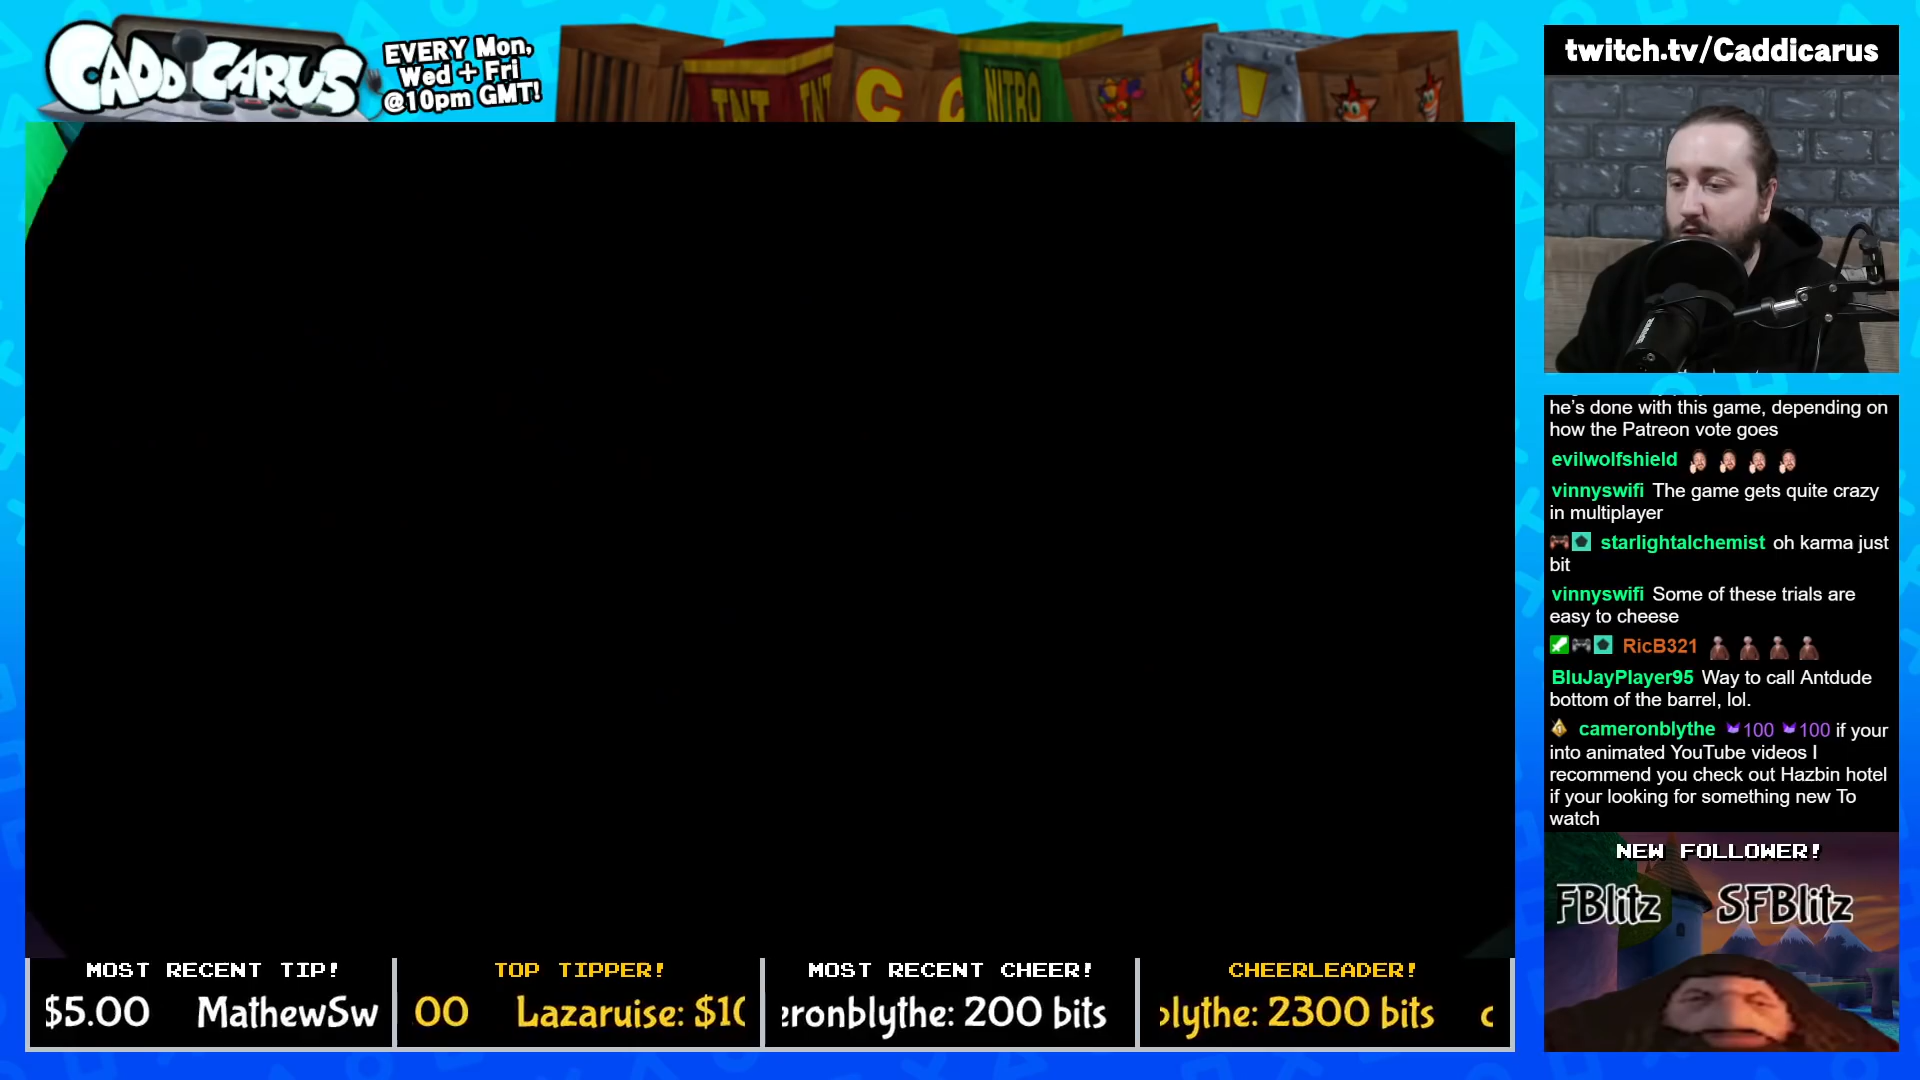 CADDICARUS
EVERY Mon,
Wed + Fri
@10pm GMT!
TNT
TNT
C
C
NITRO
!
twitch.tv/Caddicarus
he's done with this game, depending on
how the Patreon vote goes
evilwolfshield
vinnyswifi The game gets quite crazy
in multiplayer
starlightalchemist oh karma just
bit
vinnyswifi Some of these trials are
easy to cheese
RicB321
BluJayPlayer95 Way to call Antdude
bottom of the barrel, lol.
cameronblythe 100 100 if your
into animated YouTube videos I
recommend you check out Hazbin hotel
if your looking for something new To
watch
NEW FOLLOWER!
FBlitz SFBlitz
MOST RECENT TIP!
$5.00 MathewSw
TOP TIPPER!
00 Lazaruise: $10
MOST RECENT CHEER!
eronblythe: 200 bits
CHEERLEADER!
blythe: 2300 bits c